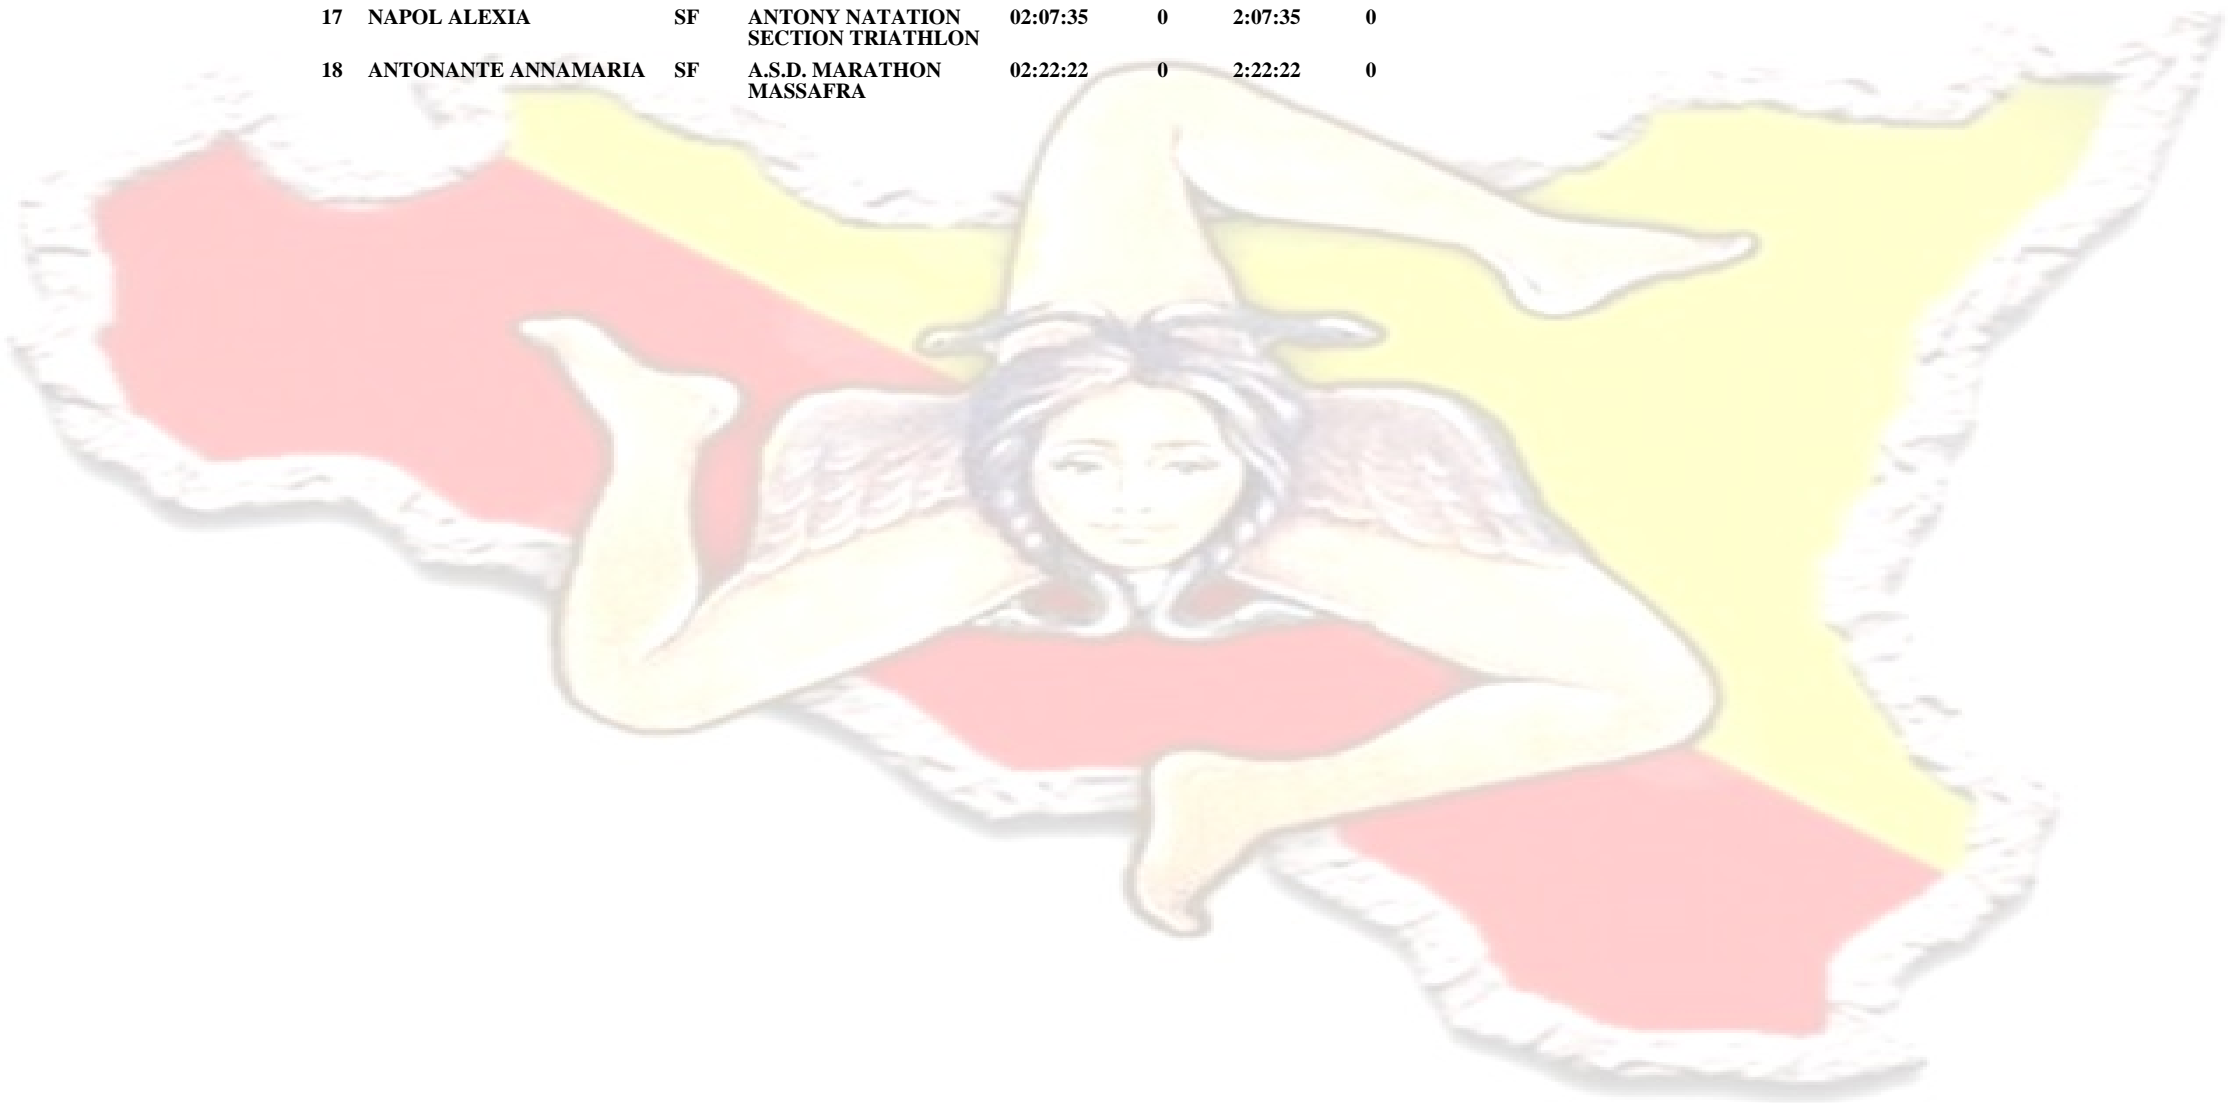 17 NAPOL ALEXIA SF ANTONY NATATION 02:07:35 0 2:07:35 0
SECTION TRIATHLON
18 ANTONANTE ANNAMARIA SF A.S.D. MARATHON 02:22:22 0 2:22:22 0
MASSAFRA